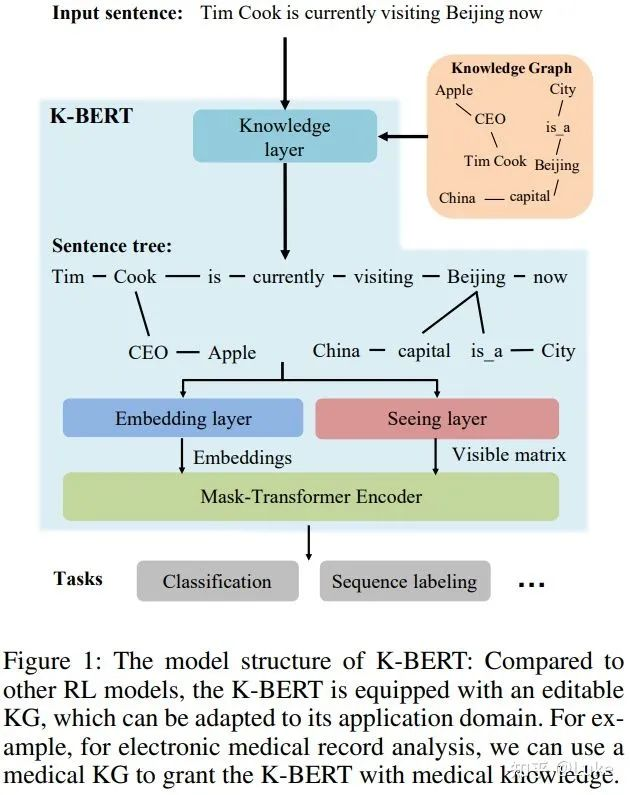 Input sentence: Tim Cook is currently visiting Beijing now
Knowledge Graph
Apple City
CEO is_a
Tim Cook Beijing
China capital
K-BERT
Knowledge
layer
Sentence tree:
Tim Cook is currently visiting Beijing now
CEO Apple China capital is_a City
Embedding layer Seeing layer
Embeddings Visible matrix
Mask-Transformer Encoder
Tasks Classification Sequence labeling ...
Figure 1: The model structure of K-BERT: Compared to
other RL models, the K-BERT is equipped with an editable
KG, which can be adapted to its application domain. For ex-
ample, for electronic medical record analysis, we can use a
medical KG to grant the K-BERT with medical knowledge.